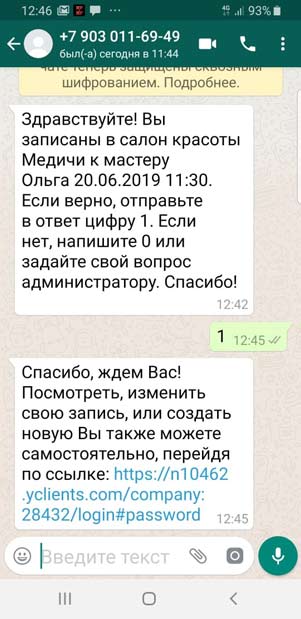 12:46 4G 93%
+7 903 011-69-49
был(-а) сегодня в 11:44
чате теперь защищены сквозным
шифрованием. Подробнее.
Здравствуйте! Вы
записаны в салон красоты
Медичи к мастеру
Ольга 20.06.2019 11:30.
Если верно, отправьте
в ответ цифру 1. Если
нет, напишите 0 или
задайте свой вопрос
администратору. Спасибо!
12:42
1 12:45
Спасибо, ждем Вас!
Посмотреть, изменить
свою запись, или создать
новую Вы также можете
самостоятельно, перейдя
по ссылке: https://n10462
.yclients.com/company:
28432/login#password 12:45
Введите текст